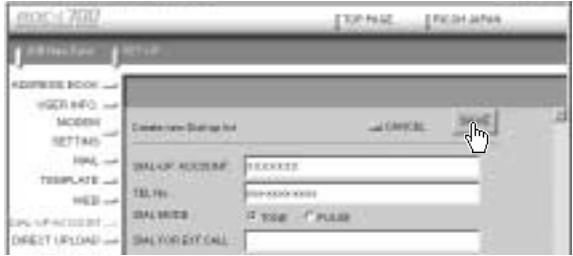 RDC-i700
TOP PAGE
RICOH JAPAN
SET-UP
ADDRESS BOOK
USER INFO.
MODEM
SETTING
MAIL
TEMPLATE
WEB
DIAL-UP ACCOUNT
DIRECT UPLOAD
Create new Dial-up list
CANCEL
SAVE
DIAL-UP ACCOUNT
XXXXXXX
TEL No.
DIAL MODE
TONE
PULSE
DIAL FOR EXT CALL